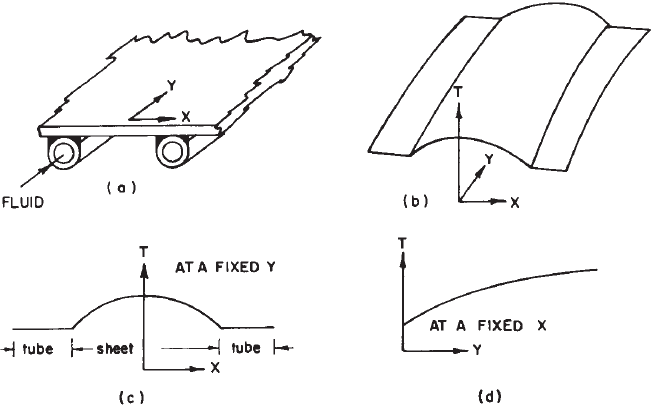 Y
X
FLUID
(a)
T
Y
X
(b)
T
AT A FIXED Y
tube
sheet
tube
X
(c)
T
AT A FIXED X
Y
(d)